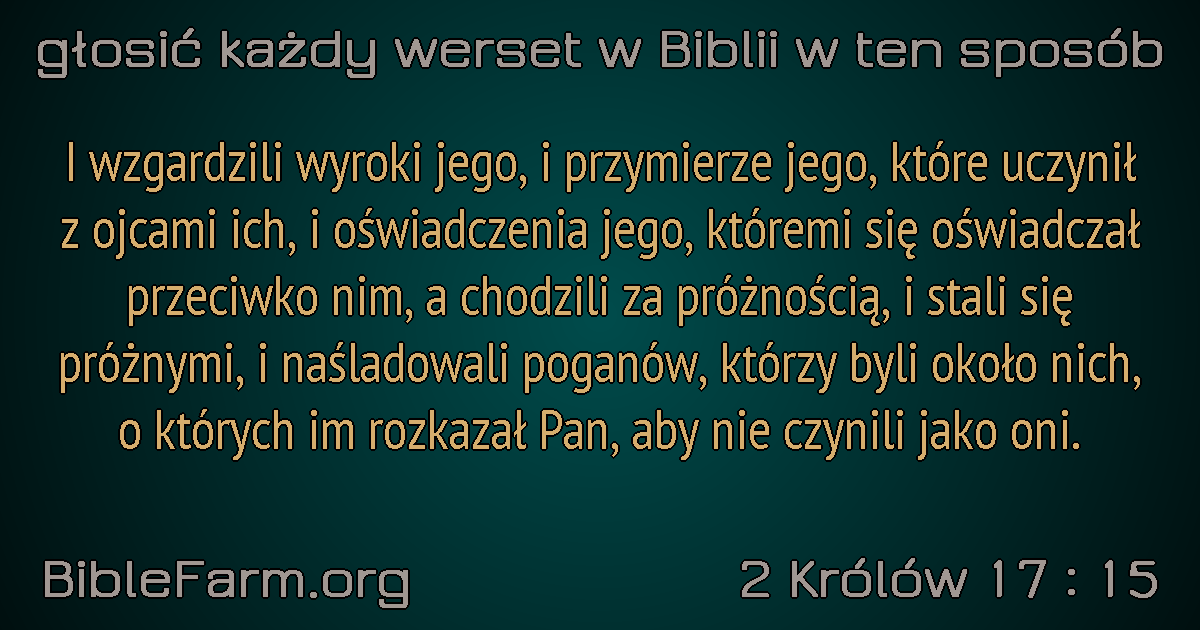 głosić każdy werset w Biblii w ten sposób
I wzgardzili wyroki jego, i przymierze jego, które uczynił
z ojcami ich, i oświadczenia jego, któremi się oświadczał
przeciwko nim, a chodzili za próżnością, i stali się
próżnymi, i naśladowali poganów, którzy byli około nich,
o których im rozkazał Pan, aby nie czynili jako oni.
BibleFarm.org
2 Królów 17 : 15